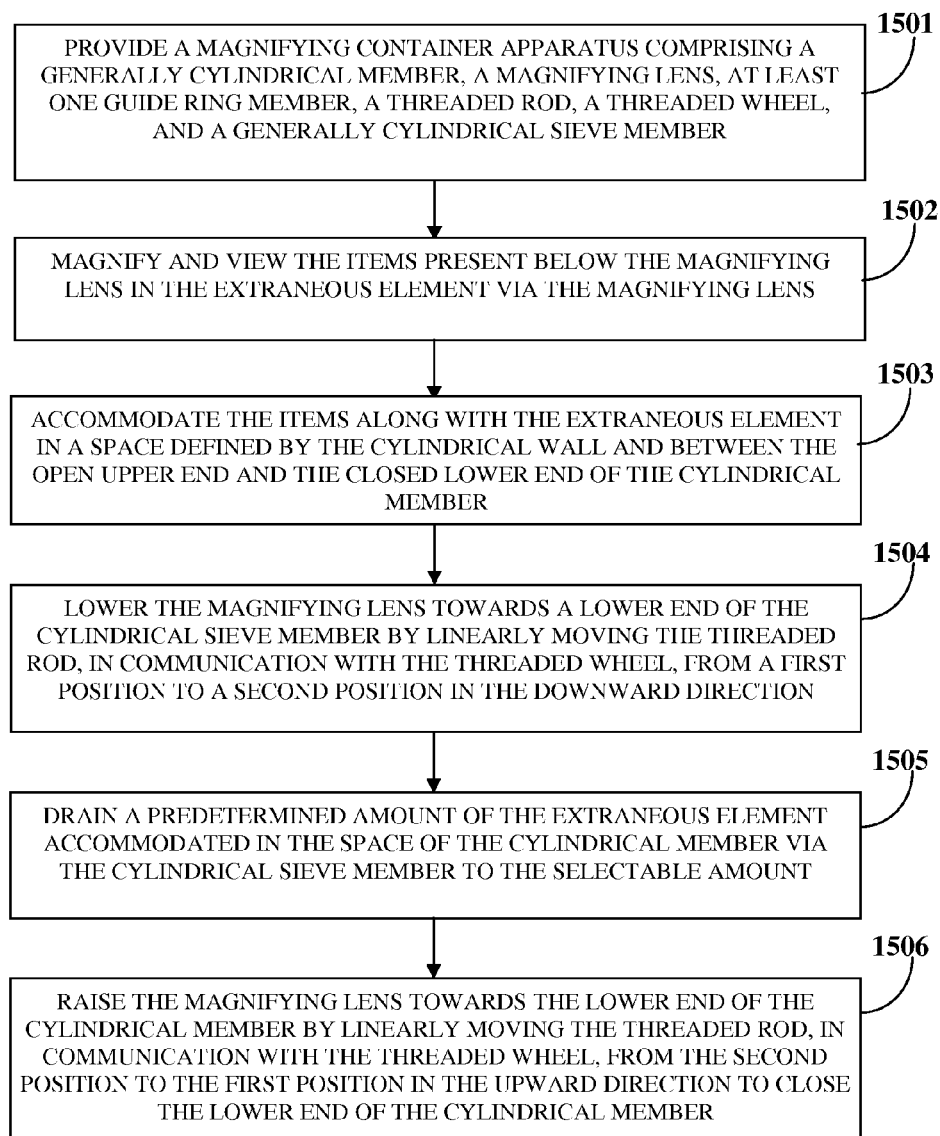 1501
PROVIDE A MAGNIFYING CONTAINER APPARATUS COMPRISING A
GENERALLY CYLINDRICAL MEMBER, A MAGNIFYING LENS, AT LEAST
ONE GUIDE RING MEMBER, A THREADED ROD, A THREADED WHEEL,
AND A GENERALLY CYLINDRICAL SIEVE MEMBER
1502
MAGNIFY AND VIEW THE ITEMS PRESENT BELOW THE MAGNIFYING
LENS IN THE EXTRANEOUS ELEMENT VIA THE MAGNIFYING LENS
1503
ACCOMMODATE THE ITEMS ALONG WITH THE EXTRANEOUS ELEMENT
IN A SPACE DEFINED BY THE CYLINDRICAL WALL AND BETWEEN THE
OPEN UPPER END AND THE CLOSED LOWER END OF THE CYLINDRICAL
MEMBER
1504
LOWER THE MAGNIFYING LENS TOWARDS A LOWER END OF THE
CYLINDRICAL SIEVE MEMBER BY LINEARLY MOVING THE THREADED
ROD, IN COMMUNICATION WITH THE THREADED WHEEL, FROM A FIRST
POSITION TO A SECOND POSITION IN THE DOWNWARD DIRECTION
1505
DRAIN A PREDETERMINED AMOUNT OF THE EXTRANEOUS ELEMENT
ACCOMMODATED IN THE SPACE OF THE CYLINDRICAL MEMBER VIA
THE CYLINDRICAL SIEVE MEMBER TO THE SELECTABLE AMOUNT
1506
RAISE THE MAGNIFYING LENS TOWARDS THE LOWER END OF THE
CYLINDRICAL MEMBER BY LINEARLY MOVING THE THREADED ROD, IN
COMMUNICATION WITH THE THREADED WHEEL, FROM THE SECOND
POSITION TO THE FIRST POSITION IN THE UPWARD DIRECTION TO CLOSE
THE LOWER END OF THE CYLINDRICAL MEMBER